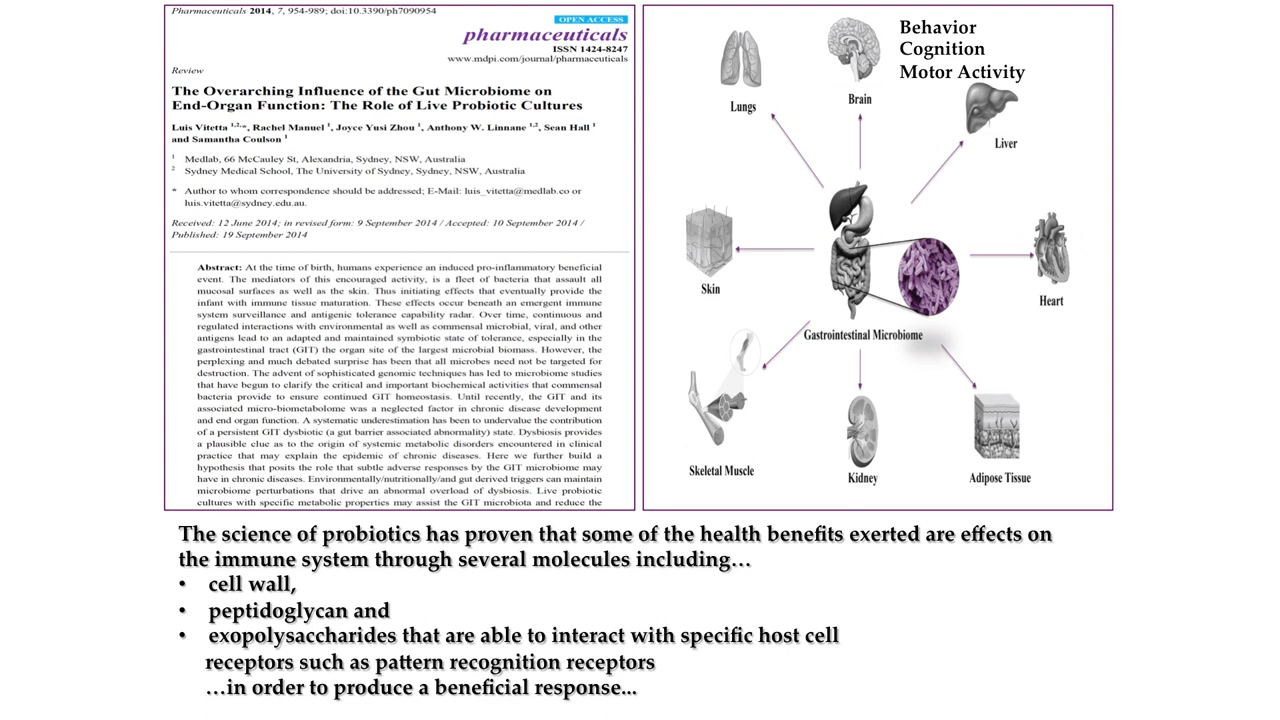 Pharmaceuticals 2014, 7, 954-989; doi:10.3390/ph7090954
OPEN ACCESS
pharmaceuticals
ISSN 1424-8247
www.mdpi.com/journal/pharmaceuticals
Review
The Overarching Influence of the Gut Microbiome on
End-Organ Function: The Role of Live Probiotic Cultures
Luis Vitetta 1,2,*, Rachel Manuel 1, Joyce Yusi Zhou 1, Anthony W. Linnane 1,2, Sean Hall 1
and Samantha Coulson 1
1 Medlab, 66 McCauley St, Alexandria, Sydney, NSW, Australia
2 Sydney Medical School, The University of Sydney, Sydney, NSW, Australia
* Author to whom correspondence should be addressed; E-Mail: luis_vitetta@medlab.co or
luis.vitetta@sydney.edu.au.
Received: 12 June 2014; in revised form: 9 September 2014 / Accepted: 10 September 2014 /
Published: 19 September 2014
Abstract: At the time of birth, humans experience an induced pro-inflammatory beneficial
event. The mediators of this encouraged activity, is a fleet of bacteria that assault all
mucosal surfaces as well as the skin. Thus initiating effects that eventually provide the
infant with immune tissue maturation. These effects occur beneath an emergent immune
system surveillance and antigenic tolerance capability radar. Over time, continuous and
regulated interactions with environmental as well as commensal microbial, viral, and other
antigens lead to an adapted and maintained symbiotic state of tolerance, especially in the
gastrointestinal tract (GIT) the organ site of the largest microbial biomass. However, the
perplexing and much debated surprise has been that all microbes need not be targeted for
destruction. The advent of sophisticated genomic techniques has led to microbiome studies
that have begun to clarify the critical and important biochemical activities that commensal
bacteria provide to ensure continued GIT homeostasis. Until recently, the GIT and its
associated micro-biometabolome was a neglected factor in chronic disease development
and end organ function. A systematic underestimation has been to undervalue the contribution
of a persistent GIT dysbiotic (a gut barrier associated abnormality) state. Dysbiosis provides
a plausible clue as to the origin of systemic metabolic disorders encountered in clinical
practice that may explain the epidemic of chronic diseases. Here we further build a
hypothesis that posits the role that subtle adverse responses by the GIT microbiome may
have in chronic diseases. Environmentally/nutritionally/and gut derived triggers can maintain
microbiome perturbations that drive an abnormal overload of dysbiosis. Live probiotic
cultures with specific metabolic properties may assist the GIT microbiota and reduce the
Behavior
Cognition
Motor Activity
Lungs
Brain
Liver
Skin
Heart
Gastrointestinal Microbiome
Skeletal Muscle
Kidney
Adipose Tissue
The science of probiotics has proven that some of the health benefits exerted are effects on
the immune system through several molecules including…
• cell wall,
• peptidoglycan and
• exopolysaccharides that are able to interact with specific host cell
receptors such as pattern recognition receptors
…in order to produce a beneficial response...